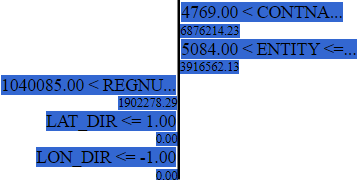 4769.00 < CONTNA...
6876214.23
5084.00 < ENTITY <=...
3916562.13
1040085.00 < REGNU...
1902278.29
LAT_DIR <= 1.00
0.00
LON_DIR <= -1.00
0.00